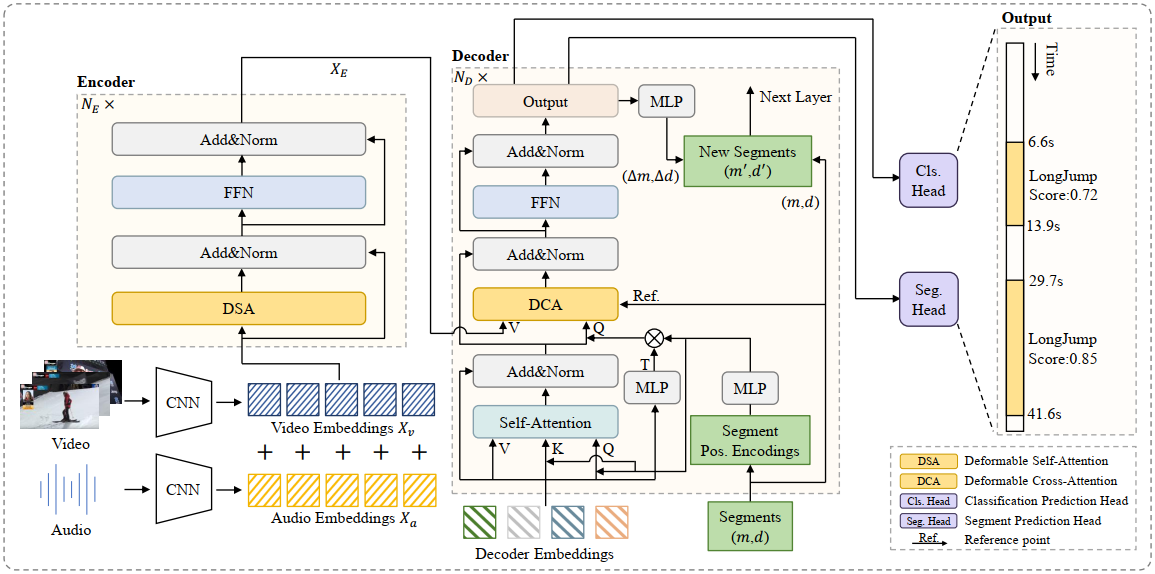 Encoder
N_E ×
Add&Norm
FFN
Add&Norm
DSA
X_E
Video
CNN
Video Embeddings X_v
+ + + + +
Audio
CNN
Audio Embeddings X_a
Decoder
N_D ×
Output
MLP
Next Layer
Add&Norm
New Segments
(m′,d′)
(Δm,Δd)
FFN
(m,d)
Add&Norm
DCA
Ref.
V
Q
T
Add&Norm
MLP
MLP
Self-Attention
Segment
Pos. Encodings
V
K
Q
Segments
(m,d)
Decoder Embeddings
Cls.
Head
Seg.
Head
Output
Time
6.6s
LongJump
Score:0.72
13.9s
29.7s
LongJump
Score:0.85
41.6s
DSA Deformable Self-Attention
DCA Deformable Cross-Attention
Cls. Head Classification Prediction Head
Seg. Head Segment Prediction Head
Ref. Reference point